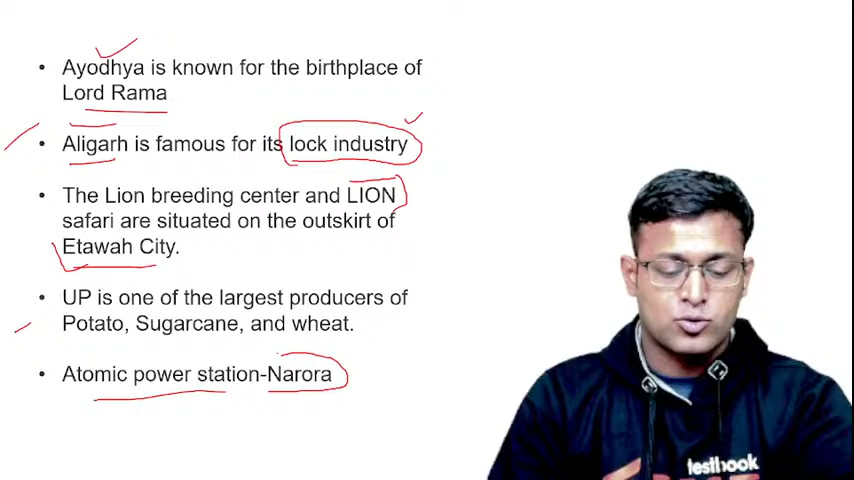 • Ayodhya is known for the birthplace of
Lord Rama
• Aligarh is famous for its lock industry
• The Lion breeding center and LION
safari are situated on the outskirt of
Etawah City.
• UP is one of the largest producers of
Potato, Sugarcane, and wheat.
• Atomic power station-Narora
testbook